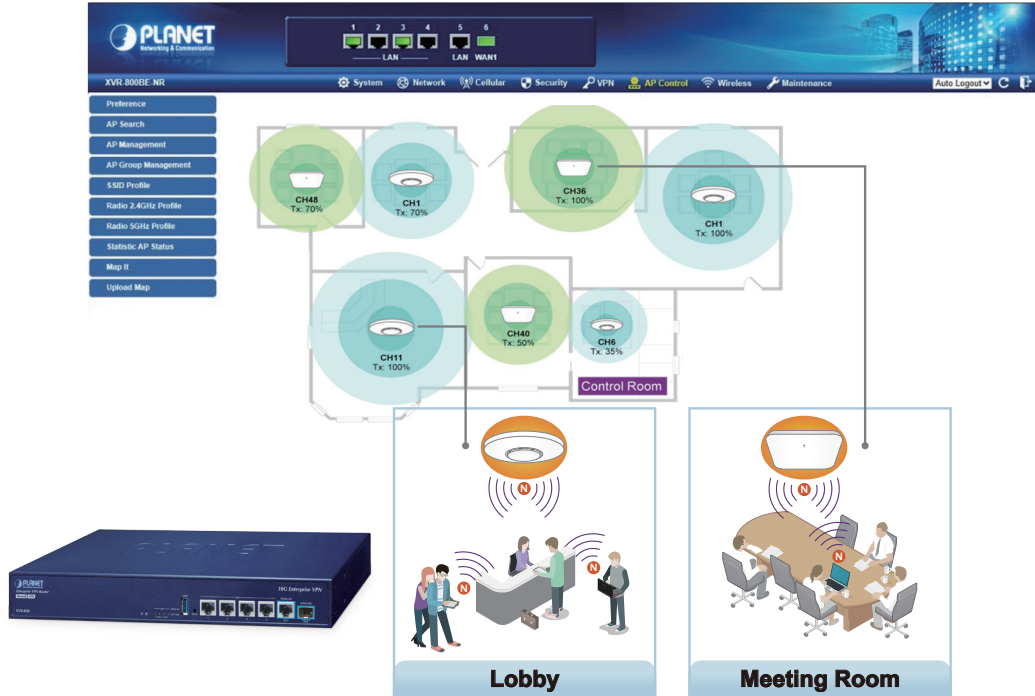 PLANET
Networking & Communication
1 2 3 4 5 6
LAN LAN WAN1
XVR-800BE-NR
System Network Cellular Security VPN AP Control Wireless Maintenance
Auto Logout
Preference
AP Search
AP Management
AP Group Management
SSID Profile
Radio 2.4GHz Profile
Radio 5GHz Profile
Statistic AP Status
Map It
Upload Map
CH48
Tx: 70%
CH1
Tx: 70%
CH36
Tx: 100%
CH1
Tx: 100%
CH11
Tx: 100%
CH40
Tx: 50%
CH6
Tx: 35%
Control Room
N
N
N
N
N
Lobby
Meeting Room
PLANET
Enterprise VPN Router
10G Enterprise VPN